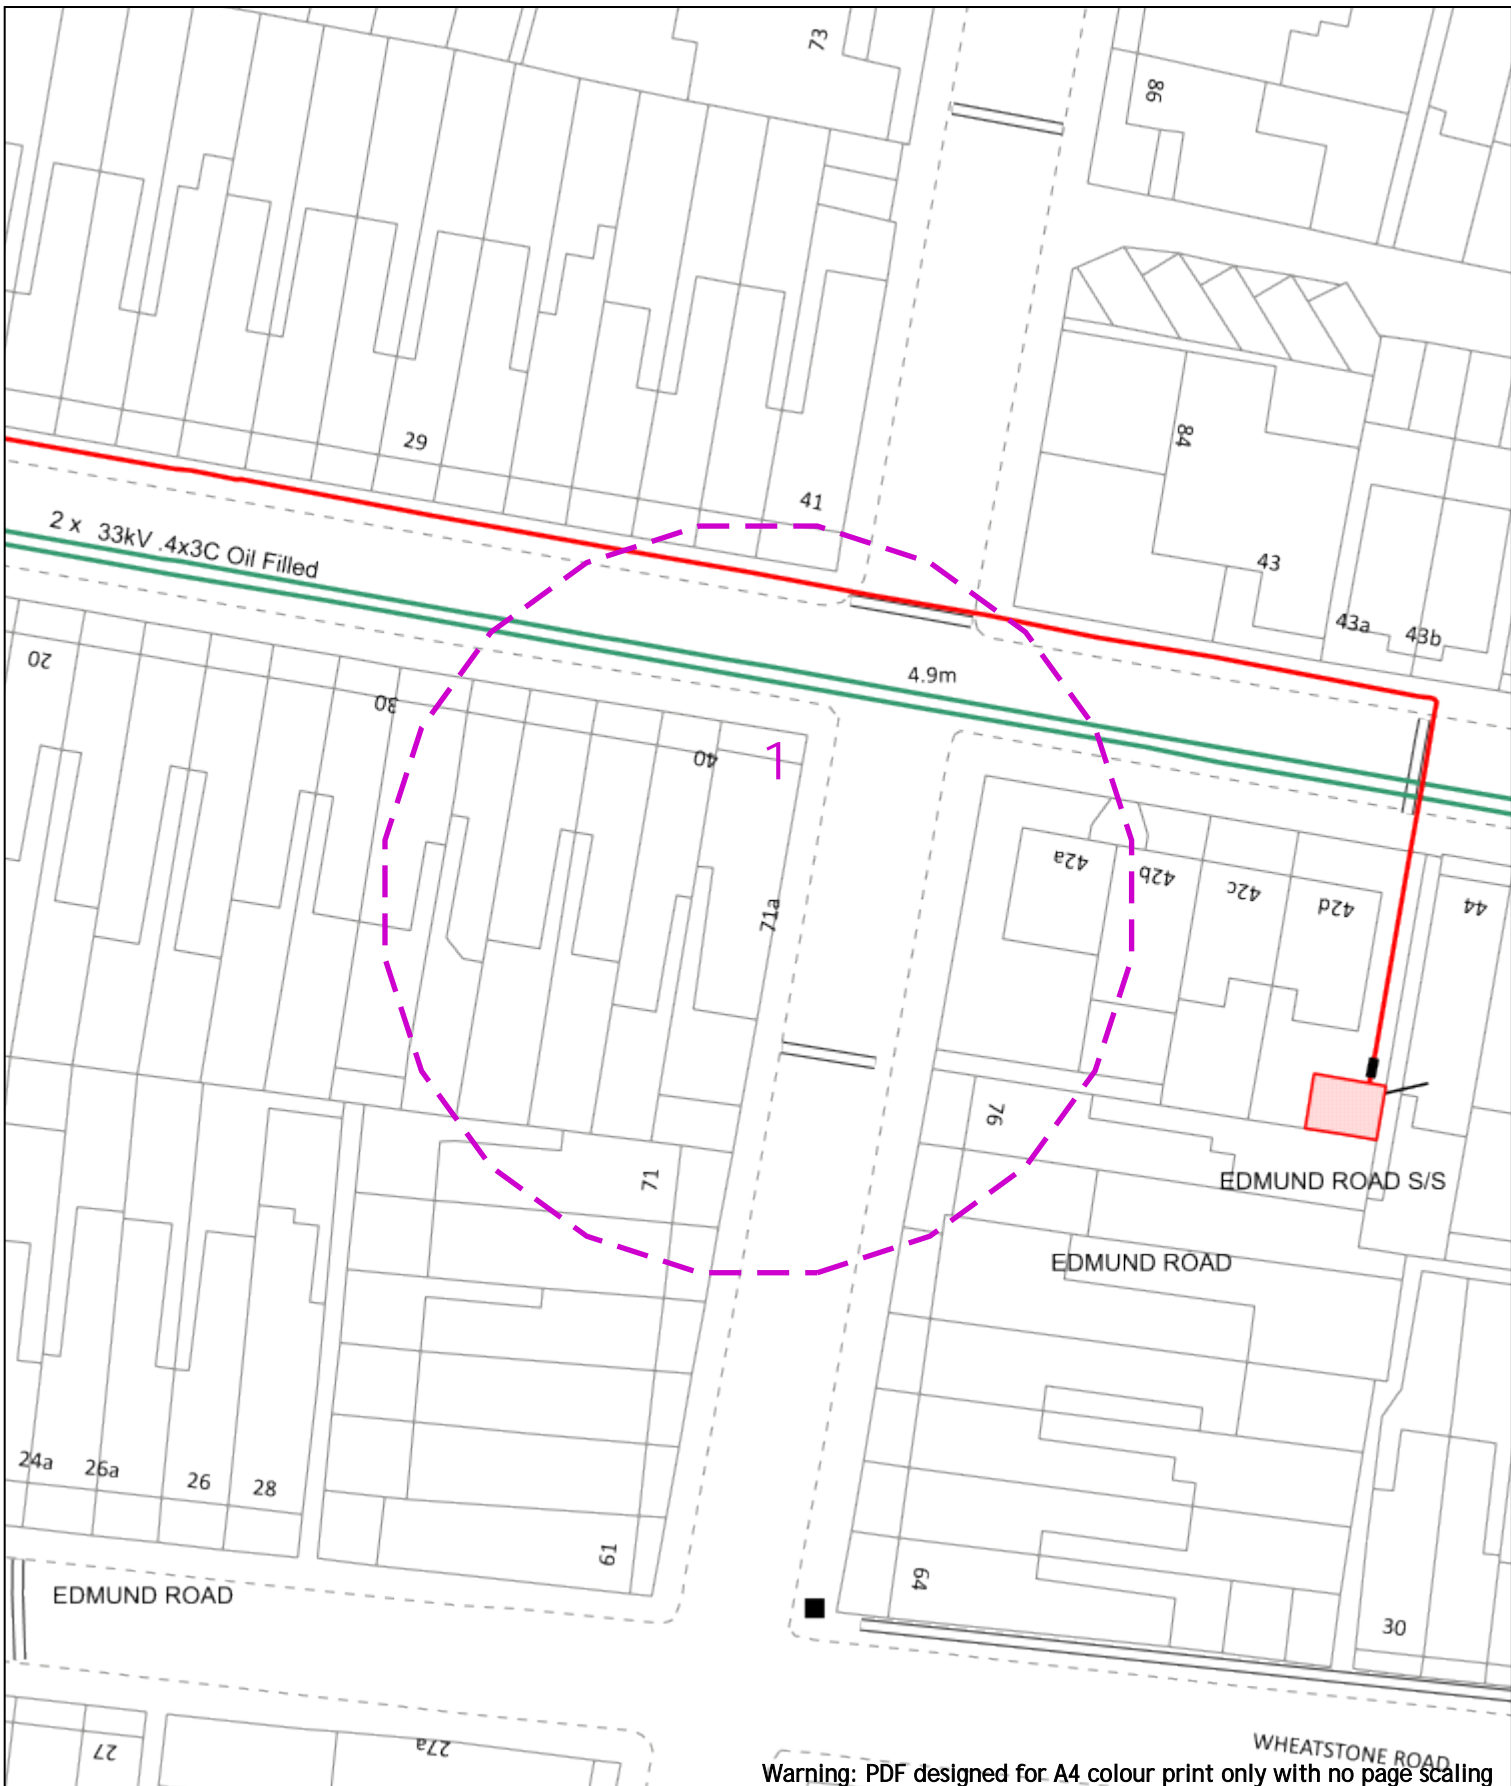 73
86
29
41
84
2 x 33kV .4x3C Oil Filled
43
43a
43b
20
30
4.9m
40
1
42a
42b
42c
42d
44
71a
76
71
EDMUND ROAD S/S
EDMUND ROAD
24a
26a
26
28
61
64
EDMUND ROAD
30
27
27a
WHEATSTONE ROAD
Warning: PDF designed for A4 colour print only with no page scaling